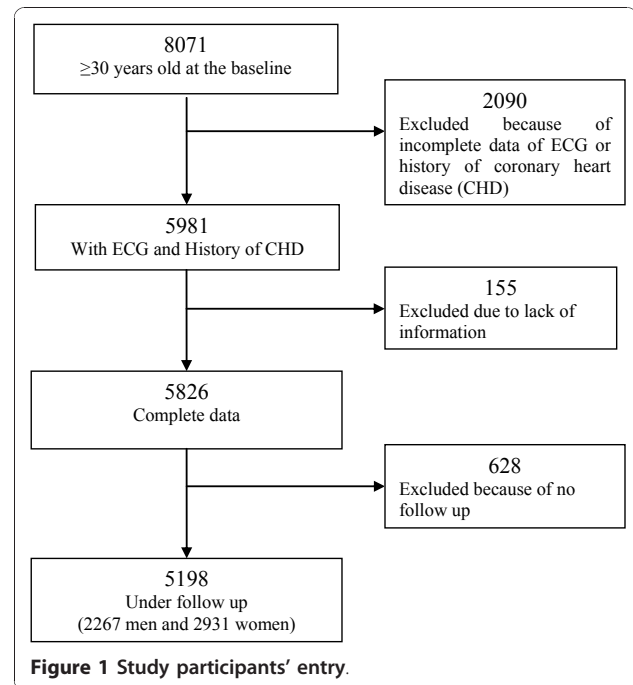 8071
≥30 years old at the baseline
2090
Excluded because of
incomplete data of ECG or
history of coronary heart
disease (CHD)
5981
With ECG and History of CHD
155
Excluded due to lack of
information
5826
Complete data
628
Excluded because of no
follow up
5198
Under follow up
(2267 men and 2931 women)
Figure 1 Study participants' entry.